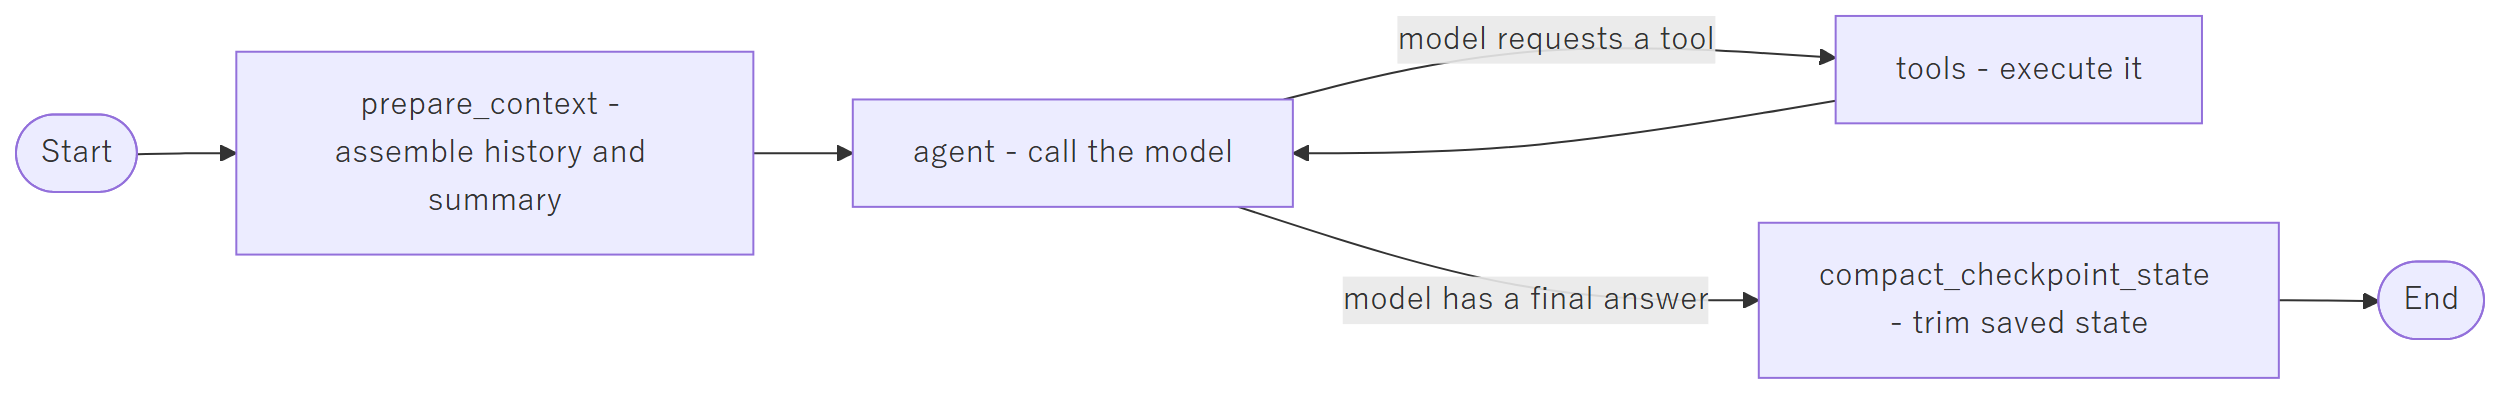 Start
prepare_context -
assemble history and
summary
agent - call the model
model requests a tool
tools - execute it
model has a final answer
compact_checkpoint_state
- trim saved state
End